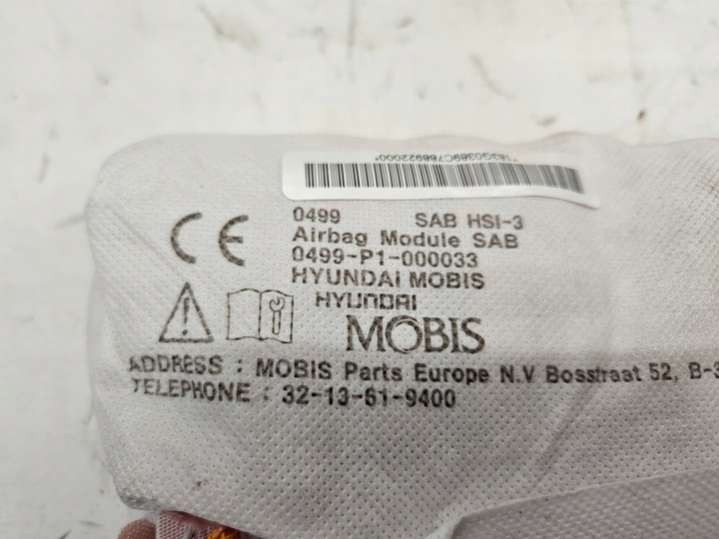 0499 SAB HSI-3
Airbag Module SAB
0499-P1-000033
HYUNDAI MOBIS
HYUNDAI
MOBIS
ADDRESS : MOBIS Parts Europe N.V Bosstraat 52, B-3
TELEPHONE : 32-13-61-9400
CE